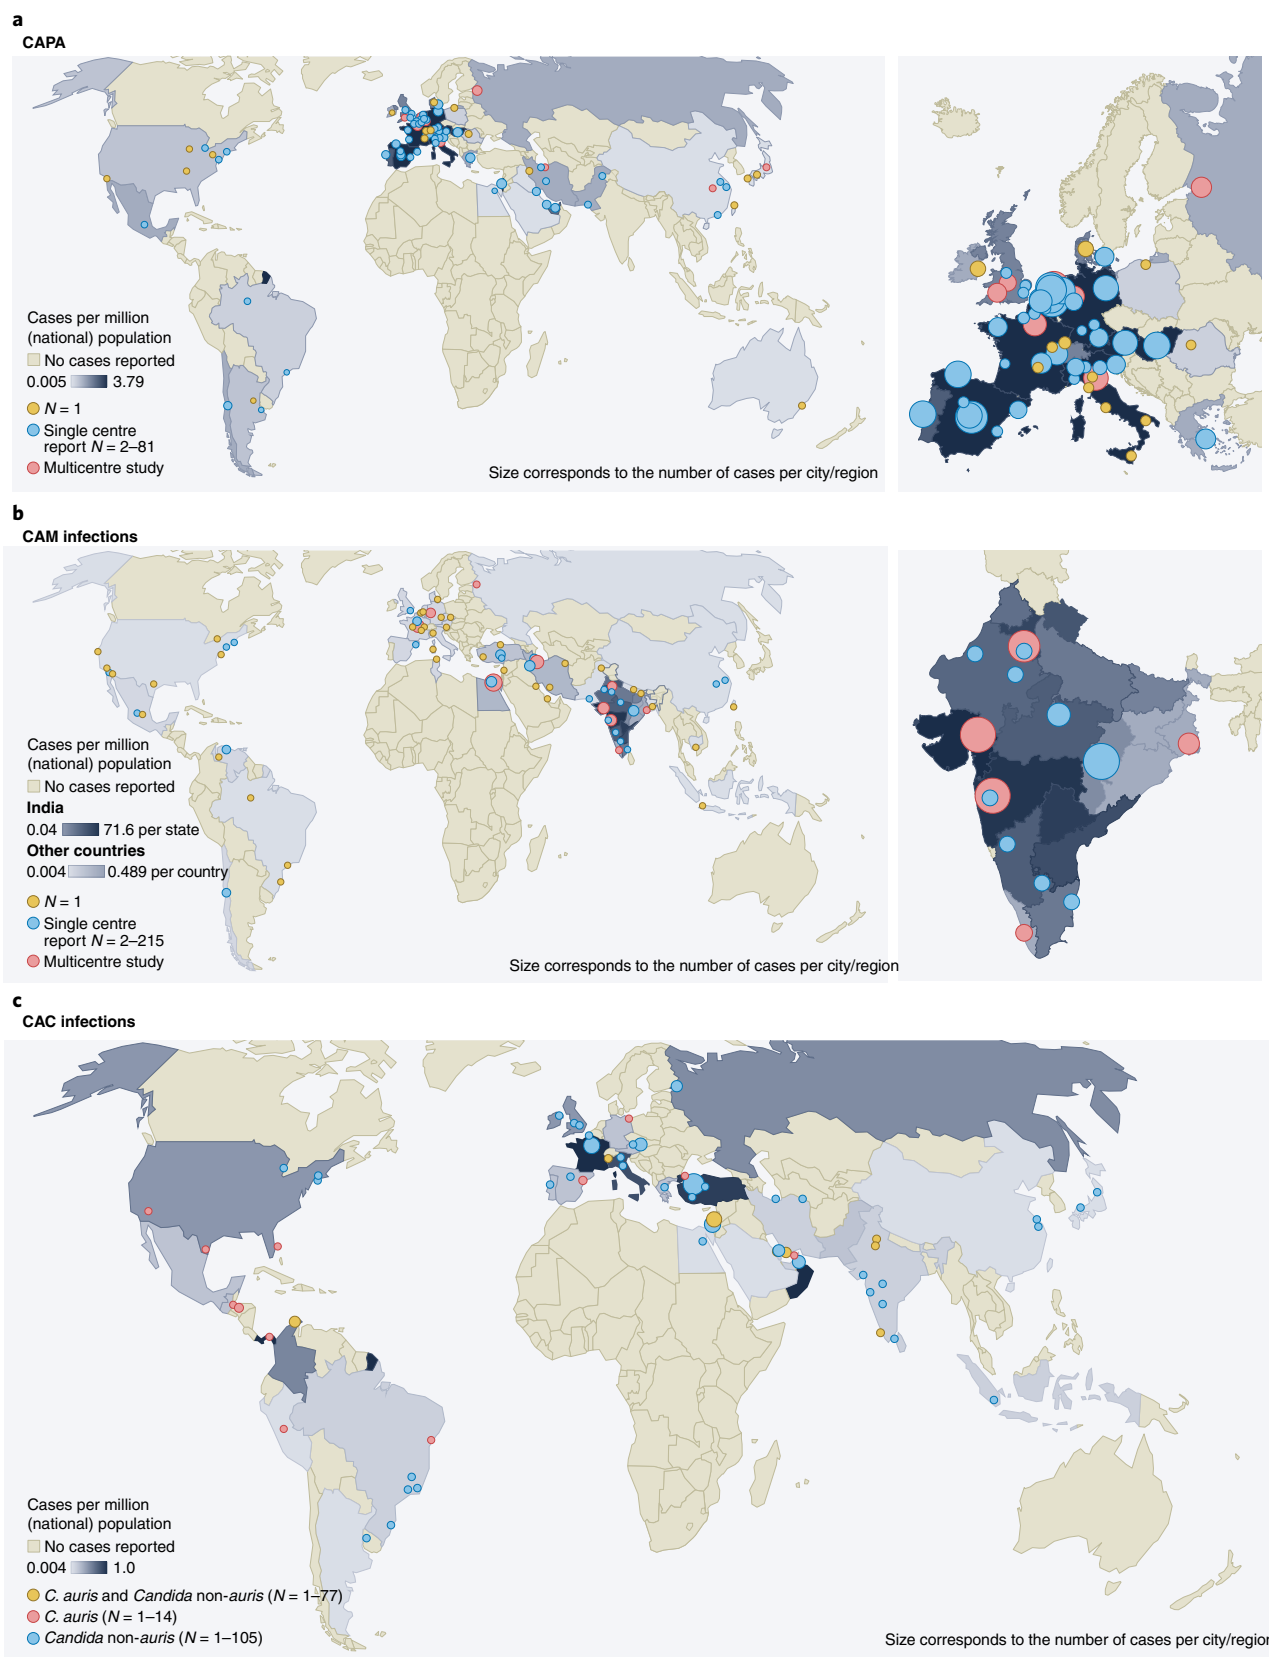 a
CAPA
Cases per million
(national) population
No cases reported
0.005 3.79
N = 1
Single centre
report N = 2–81
Multicentre study
Size corresponds to the number of cases per city/region
b
CAM infections
Cases per million
(national) population
No cases reported
India
0.04 71.6 per state
Other countries
0.004 0.489 per country
N = 1
Single centre
report N = 2–215
Multicentre study
Size corresponds to the number of cases per city/region
c
CAC infections
Cases per million
(national) population
No cases reported
0.004 1.0
C. auris and Candida non-auris (N = 1–77)
C. auris (N = 1–14)
Candida non-auris (N = 1–105)
Size corresponds to the number of cases per city/region